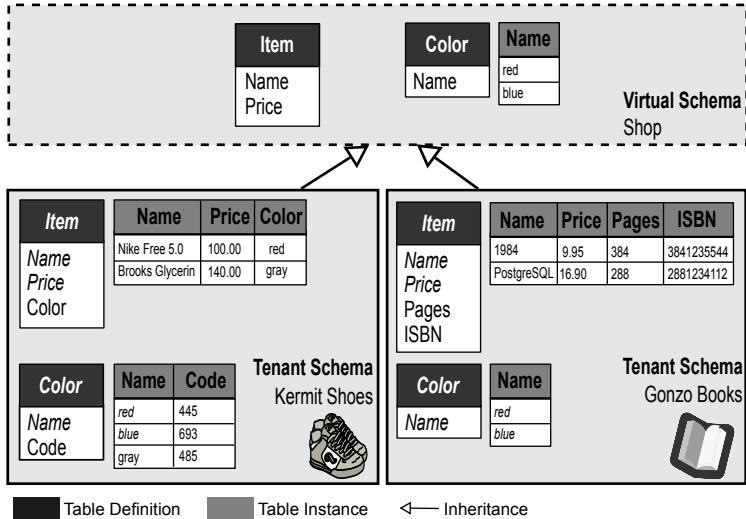 Item
Name
Price
Color
Name
Name
red
blue
Virtual Schema
Shop
Item
Name
Price
Color
Name Price Color
Nike Free 5.0 100.00 red
Brooks Glycerin 140.00 gray
Color
Name
Code
Name Code
red 445
blue 693
gray 485
Tenant Schema
Kermit Shoes
Item
Name
Price
Pages
ISBN
Name Price Pages ISBN
1984 9.95 384 3841235544
PostgreSQL 16.90 288 2881234112
Color
Name
Name
red
blue
Tenant Schema
Gonzo Books
Table Definition Table Instance Inheritance